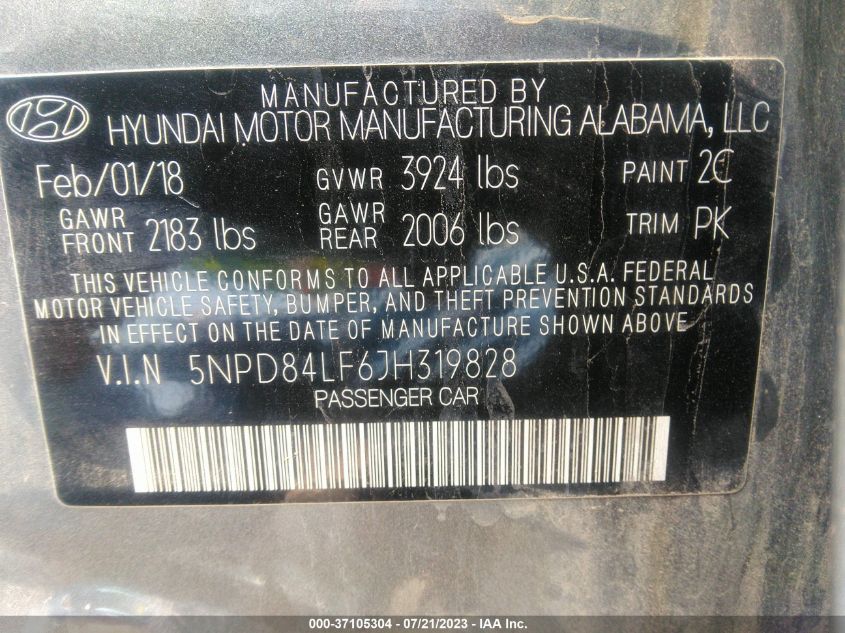 MANUFACTURED BY
HYUNDAI MOTOR MANUFACTURING ALABAMA, LLC
Feb/01/18 GVWR 3924 lbs PAINT 2C
GAWR FRONT 2183 lbs GAWR REAR 2006 lbs TRIM PK
THIS VEHICLE CONFORMS TO ALL APPLICABLE U.S.A. FEDERAL
MOTOR VEHICLE SAFETY, BUMPER, AND THEFT PREVENTION STANDARDS
IN EFFECT ON THE DATE OF MANUFACTURE SHOWN ABOVE.
V.I.N 5NPD84LF6JH319828
PASSENGER CAR
000-37105304 - 07/21/2023 - IAA Inc.